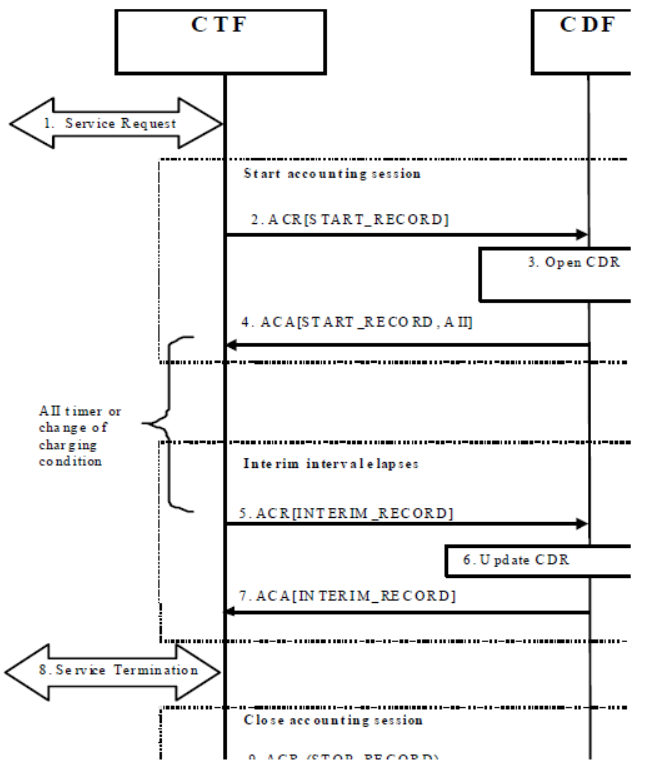 CTF
CDF
1. Service Request
Start accounting session
2. ACR[START_RECORD]
3. Open CDR
4. ACA[START_RECORD, AII]
AII timer or
change of
charging
condition
Interim interval elapses
5. ACR[INTERIM_RECORD]
6. Update CDR
7. ACA[INTERIM_RECORD]
8. Service Termination
Close accounting session